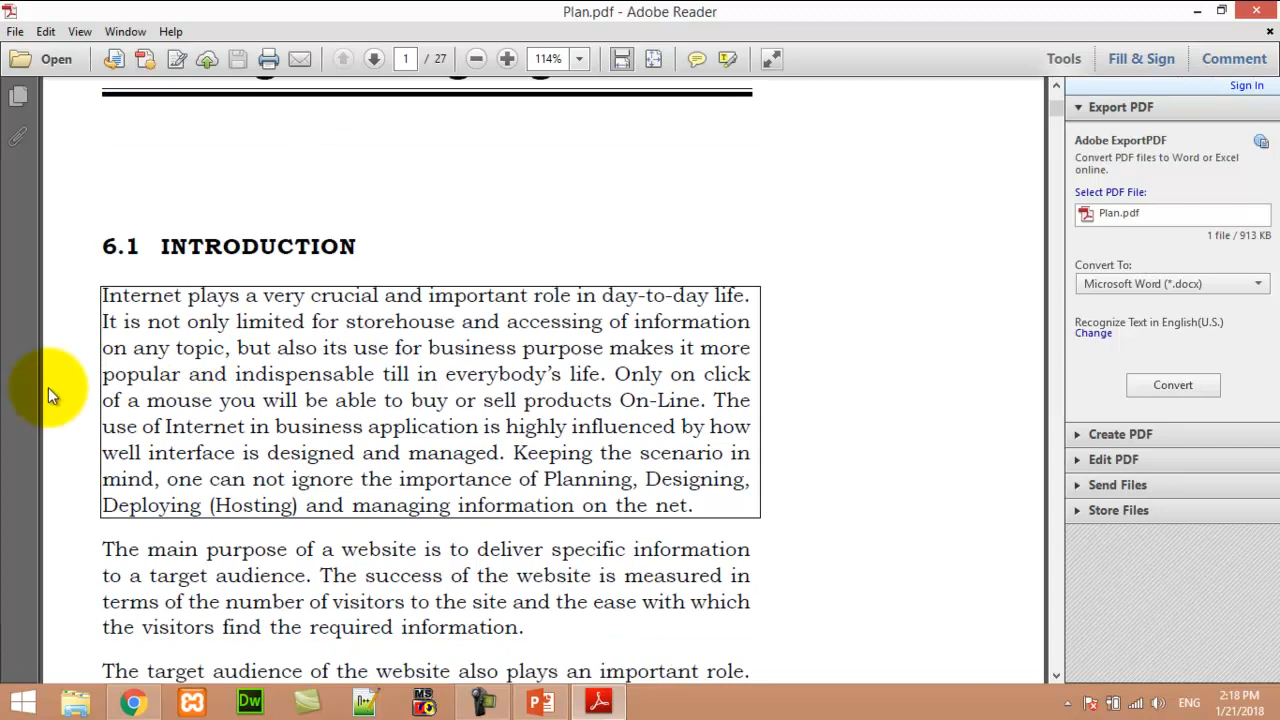 Plan.pdf - Adobe Reader
File Edit View Window Help
Open 1 / 27 114% Tools Fill & Sign Comment
Sign In
6.1 INTRODUCTION
Internet plays a very crucial and important role in day-to-day life.
It is not only limited for storehouse and accessing of information
on any topic, but also its use for business purpose makes it more
popular and indispensable till in everybody's life. Only on click
of a mouse you will be able to buy or sell products On-Line. The
use of Internet in business application is highly influenced by how
well interface is designed and managed. Keeping the scenario in
mind, one can not ignore the importance of Planning, Designing,
Deploying (Hosting) and managing information on the net.
The main purpose of a website is to deliver specific information
to a target audience. The success of the website is measured in
terms of the number of visitors to the site and the ease with which
the visitors find the required information.
The target audience of the website also plays an important role.
Export PDF
Adobe ExportPDF
Convert PDF files to Word or Excel
online.
Select PDF File:
Plan.pdf
1 file / 913 KB
Convert To:
Microsoft Word (*.docx)
Recognize Text in English(U.S.)
Change
Convert
Create PDF
Edit PDF
Send Files
Store Files
Dw
MS
ENG
2:18 PM
1/21/2018